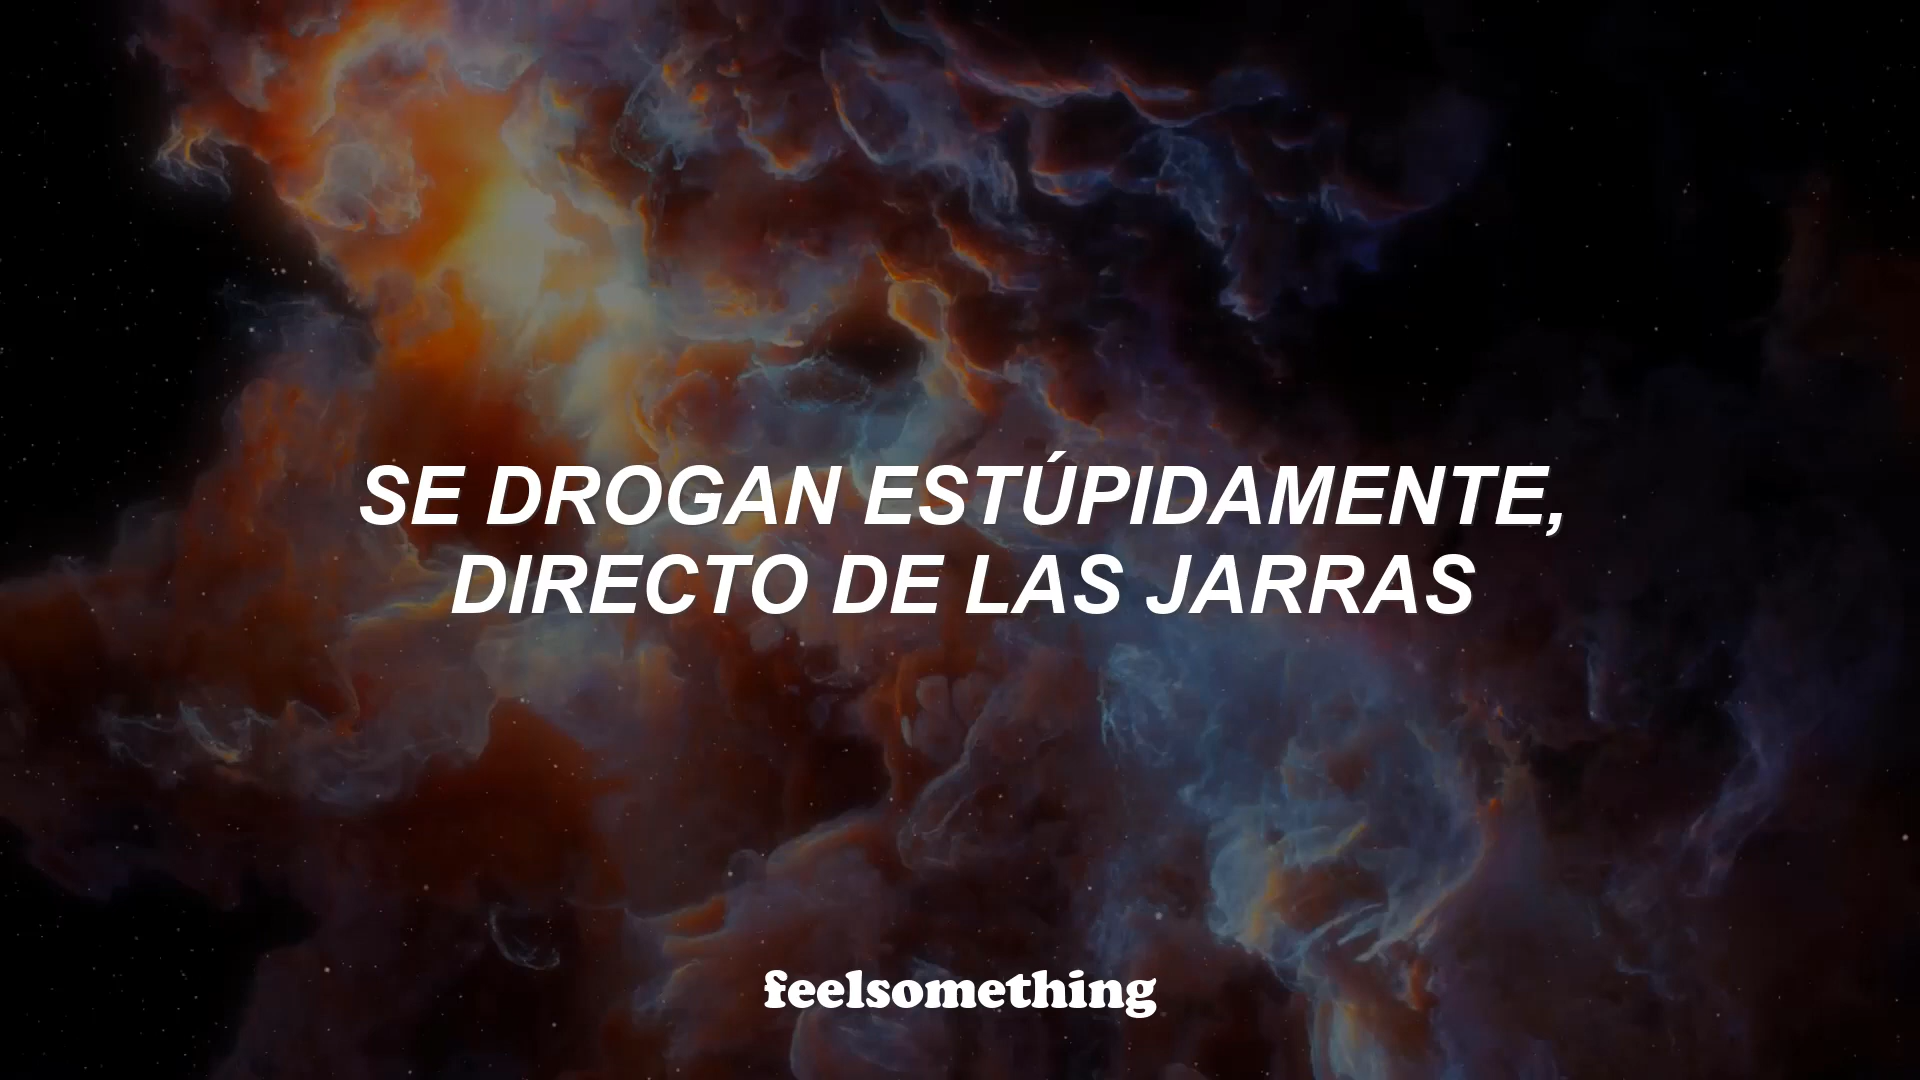 SE DROGAN ESTÚPIDAMENTE,
DIRECTO DE LAS JARRAS
feelsomething